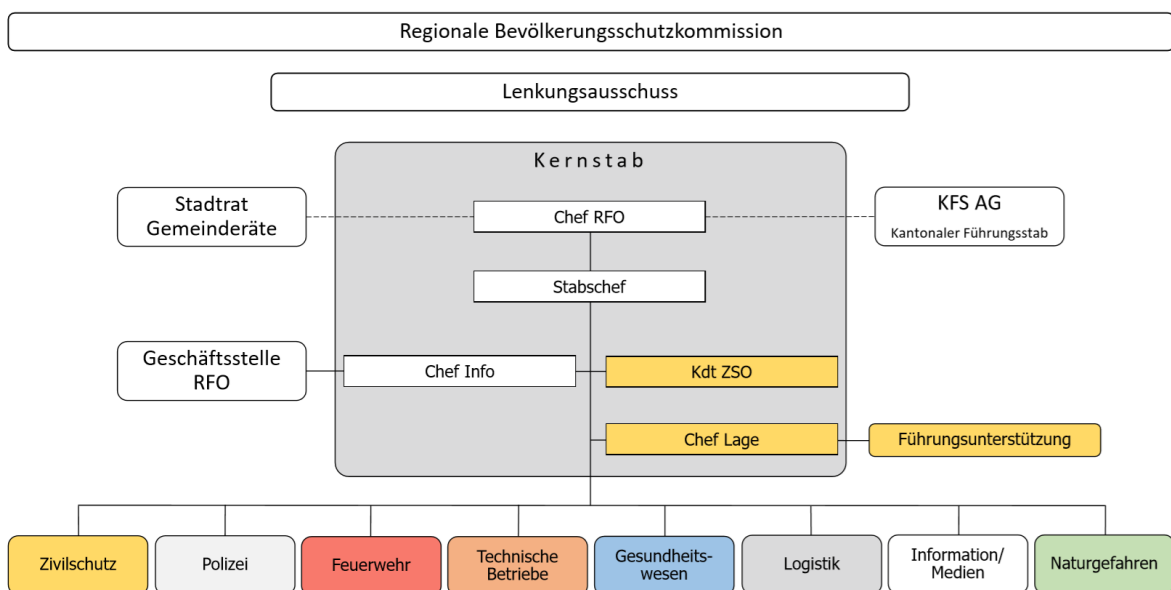 Regionale Bevölkerungsschutzkommission
Lenkungsausschuss
K e r n s t a b
Stadtrat
Gemeinderäte
Chef RFO
KFS AG
Kantonaler Führungsstab
Stabschef
Geschäftsstelle
RFO
Chef Info
Kdt ZSO
Chef Lage
Führungsunterstützung
Zivilschutz
Polizei
Feuerwehr
Technische
Betriebe
Gesundheits-
wesen
Logistik
Information/
Medien
Naturgefahren